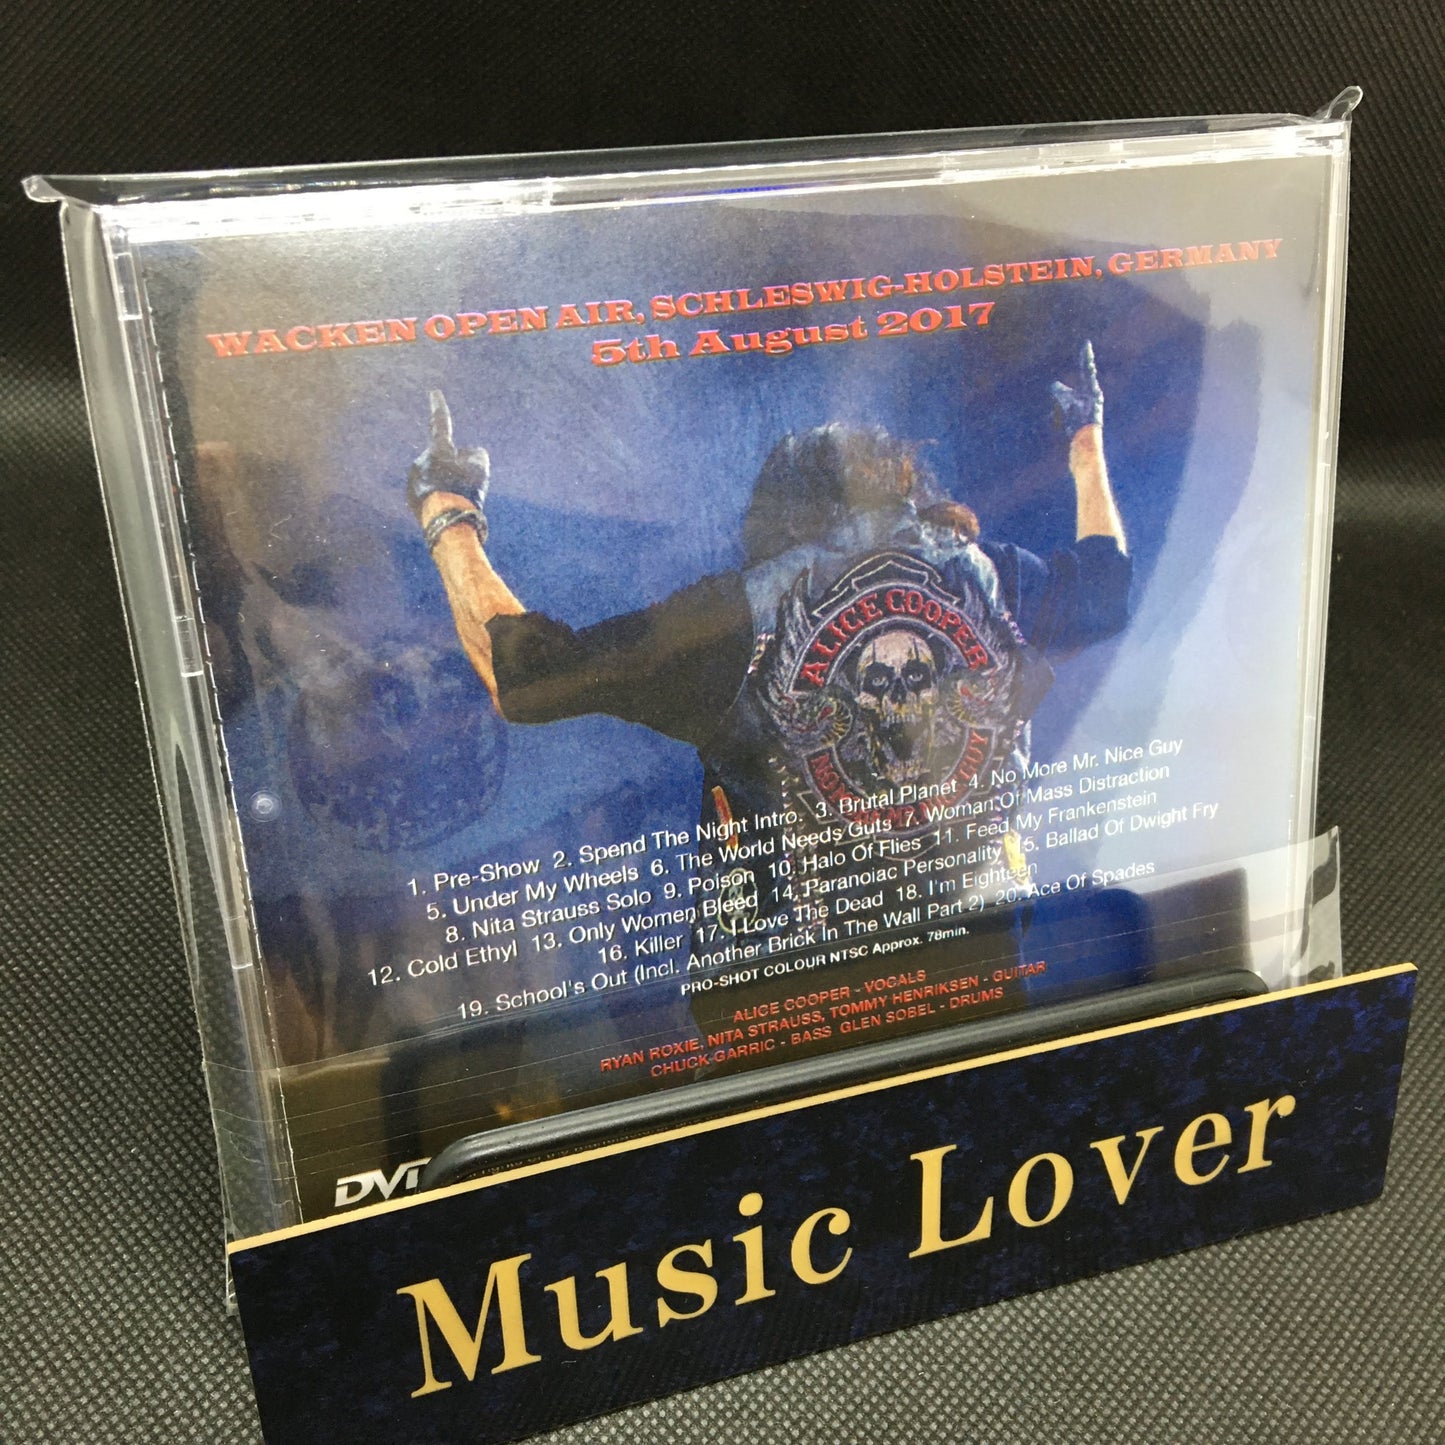 WACKEN OPEN AIR, SCHLESWIG-HOLSTEIN, GERMANY
5th August 2017
ALICE COOPER
NO MORE MR. NICE GUY
1. Pre-Show 2. Spend The Night Intro. 3. Brutal Planet 4. No More Mr. Nice Guy
5. Under My Wheels 6. The World Needs Guts 7. Woman Of Mass Distraction
8. Nita Strauss Solo 9. Poison 10. Halo Of Flies 11. Feed My Frankenstein
12. Cold Ethyl 13. Only Women Bleed 14. Paranoiac Personality 15. Ballad Of Dwight Fry
16. Killer 17. I Love The Dead 18. I'm Eighteen
19. School's Out (Incl. Another Brick In The Wall Part 2) 20. Ace Of Spades
PRO-SHOT COLOUR NTSC Approx. 78min.
ALICE COOPER - VOCALS
RYAN ROXIE, NITA STRAUSS, TOMMY HENRIKSEN - GUITAR
CHUCK GARRIC - BASS GLEN SOBEL - DRUMS
Music Lover